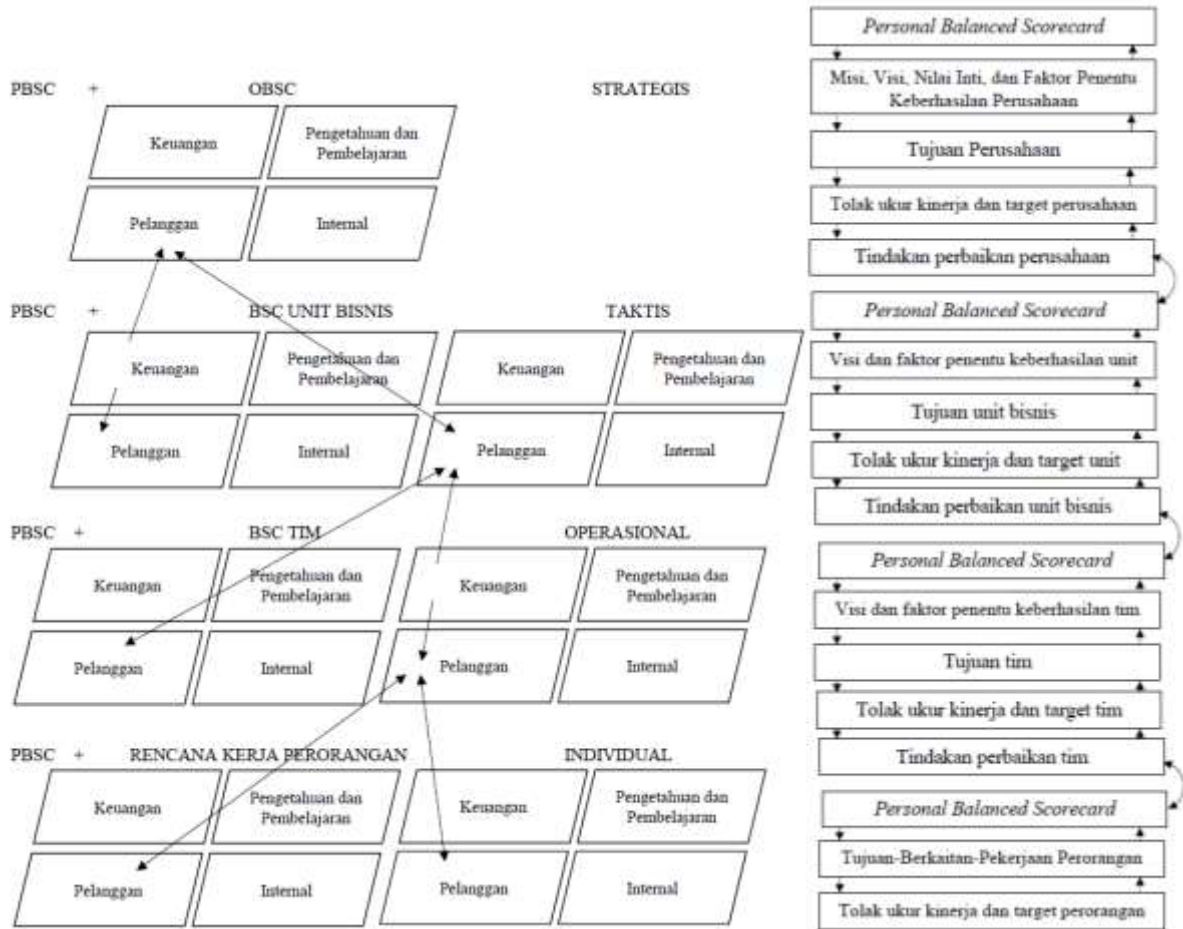 PBSC + OBSC STRATEGIS
Keuangan
Pengetahuan dan
Pembelajaran
Pelanggan
Internal
PBSC + BSC UNIT BISNIS TAKTIS
Keuangan
Pengetahuan dan
Pembelajaran
Keuangan
Pengetahuan dan
Pembelajaran
Pelanggan
Internal
Pelanggan
Internal
PBSC + BSC TIM OPERASIONAL
Keuangan
Pengetahuan dan
Pembelajaran
Keuangan
Pengetahuan dan
Pembelajaran
Pelanggan
Internal
Pelanggan
Internal
PBSC + RENCANA KERJA PERORANGAN INDIVIDUAL
Keuangan
Pengetahuan dan
Pembelajaran
Keuangan
Pengetahuan dan
Pembelajaran
Pelanggan
Internal
Pelanggan
Internal
Personal Balanced Scorecard
Misi, Visi, Nilai Inti, dan Faktor Penentu
Keberhasilan Perusahaan
Tujuan Perusahaan
Tolak ukur kinerja dan target perusahaan
Tindakan perbaikan perusahaan
Personal Balanced Scorecard
Visi dan faktor penentu keberhasilan unit
Tujuan unit bisnis
Tolak ukur kinerja dan target unit
Tindakan perbaikan unit bisnis
Personal Balanced Scorecard
Visi dan faktor penentu keberhasilan tim
Tujuan tim
Tolak ukur kinerja dan target tim
Tindakan perbaikan tim
Personal Balanced Scorecard
Tujuan-Berkaitan-Pekerjaan Perorangan
Tolak ukur kinerja dan target perorangan